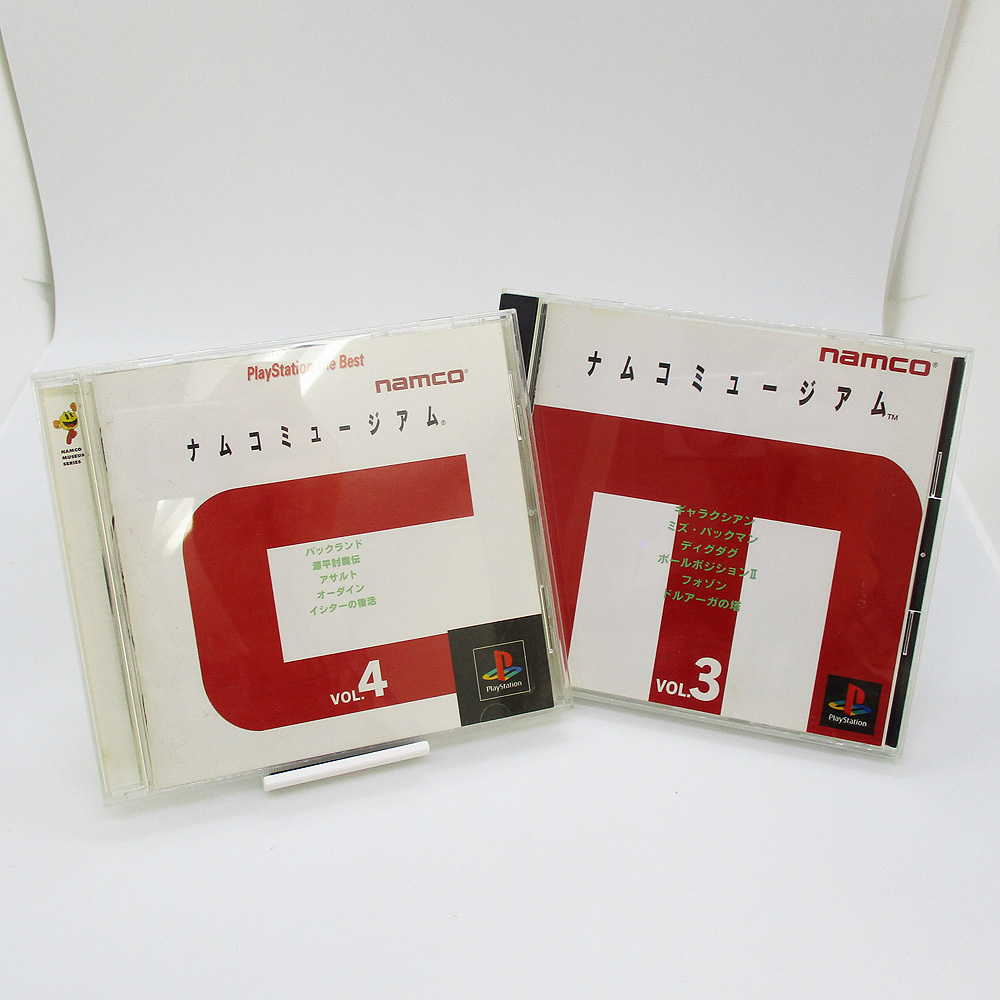 PlayStation the Best
namco®
ナムコミュージアム®
NAMCO
MUSEUM
SERIES
パックランド
源平討魔伝
アサルト
オーダイン
イシターの復活
VOL.4
PlayStation
namco®
ナムコミュージアム™
ギャラクシアン
ミズ・パックマン
ディグダグ
ポールポジションⅡ
フォゾン
ドルアーガの塔
VOL.3
PlayStation